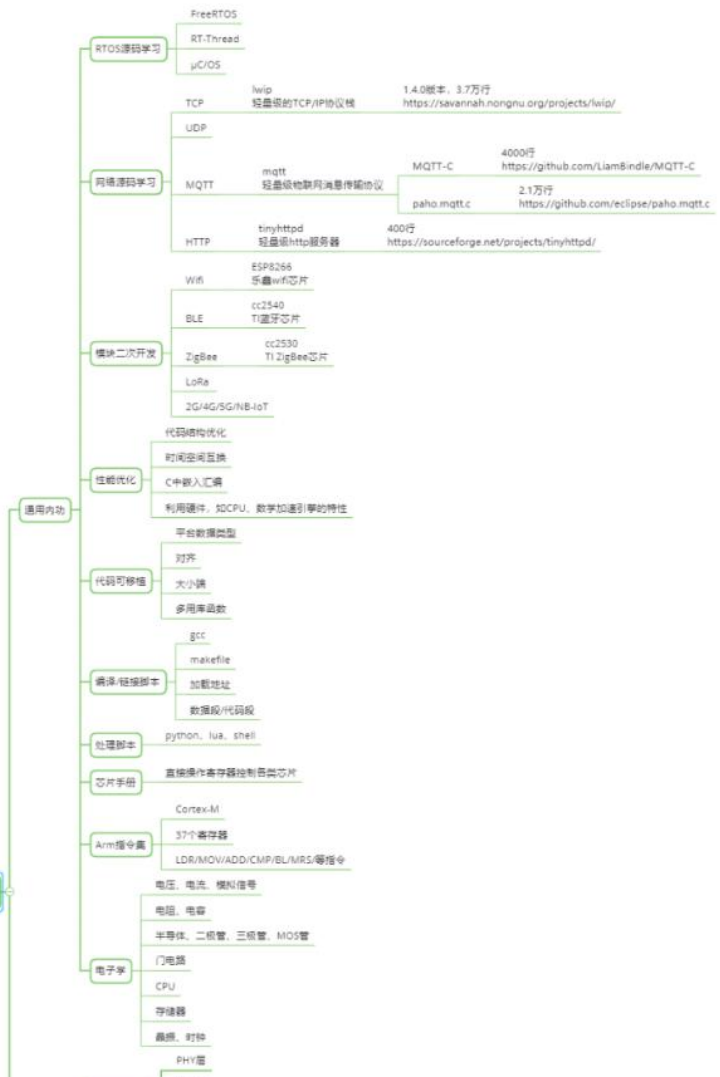 FreeRTOS
RTOS源码学习
RT-Thread
μC/OS
lwip
1.4.0版本，3.7万行
TCP
轻量级的TCP/IP协议栈
https://savannah.nongnu.org/projects/lwip/
UDP
4000行
mqtt
MQTT-C
https://github.com/LiamBindle/MQTT-C
网络源码学习
MQTT
轻量级物联网消息传输协议
2.1万行
paho.mqtt.c
https://github.com/eclipse/paho.mqtt.c
tinyhttpd
400行
HTTP
轻量级http服务器
https://sourceforge.net/projects/tinyhttpd/
ESP8266
Wifi
乐鑫wifi芯片
cc2540
BLE
TI蓝牙芯片
模块二次开发
cc2530
ZigBee
TI ZigBee芯片
LoRa
2G/4G/5G/NB-IoT
代码结构优化
时间空间互换
性能优化
C中嵌入汇编
利用硬件，如CPU、数学加速引擎的特性
通用内功
平台数据类型
对齐
代码可移植
大小端
多用库函数
gcc
makefile
编译/链接脚本
加载地址
数据段/代码段
处理脚本
python、lua、shell
芯片手册
直接操作寄存器控制各类芯片
Cortex-M
Arm指令集
37个寄存器
LDR/MOV/ADD/CMP/BL/MRS/等指令
电压、电流、模拟信号
电阻、电容
半导体、二极管、三极管、MOS管
电子学
门电路
CPU
存储器
晶振、时钟
PHY层